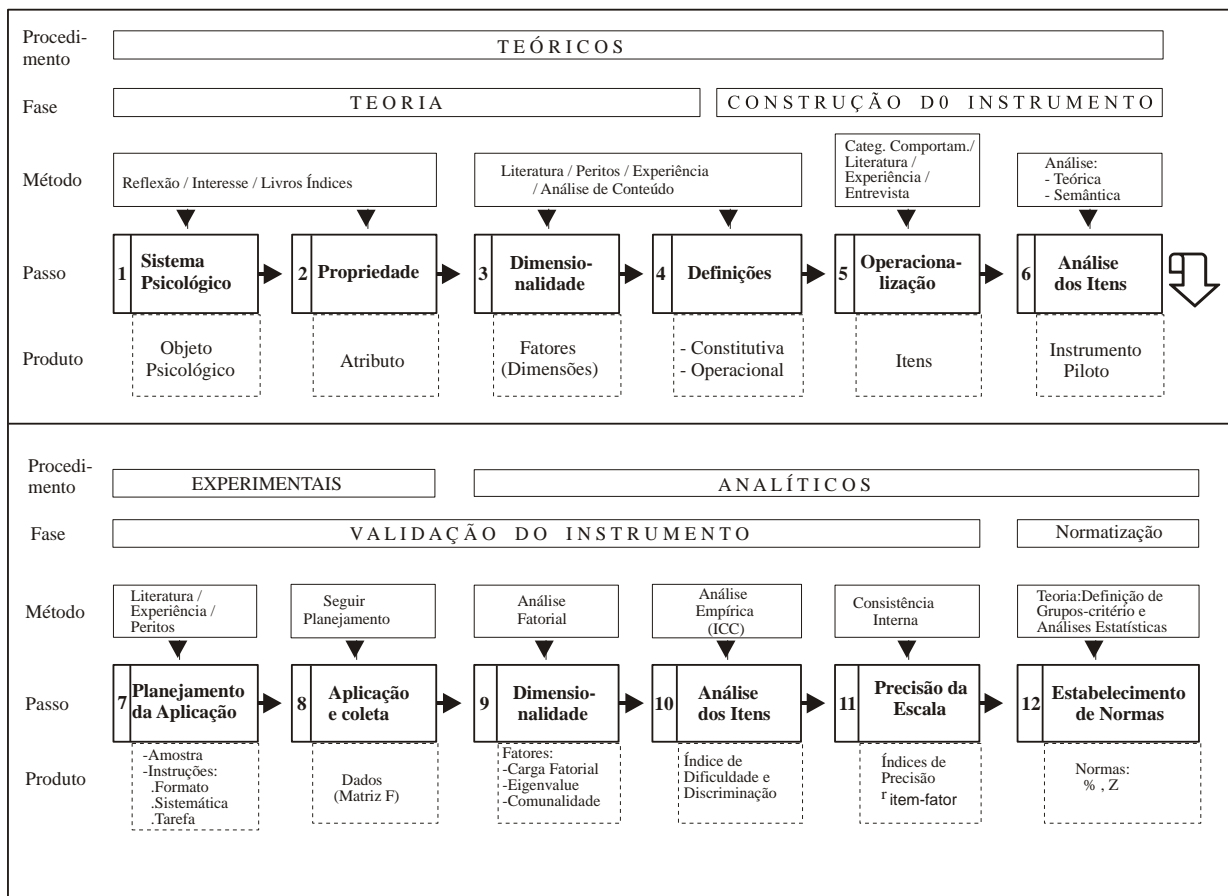 Procedi-
mento
TEÓRICOS
Fase
TEORIA
CONSTRUÇÃO D0 INSTRUMENTO
Método
Reflexão / Interesse / Livros Índices
Literatura / Peritos / Experiência
/ Análise de Conteúdo
Categ. Comportam./
Literatura /
Experiência /
Entrevista
Análise:
- Teórica
- Semântica
Passo
1
Sistema
Psicológico
2
Propriedade
3
Dimensio-
nalidade
4
Definições
5
Operaciona-
lização
6
Análise
dos Itens
Produto
Objeto
Psicológico
Atributo
Fatores
(Dimensões)
- Constitutiva
- Operacional
Itens
Instrumento
Piloto
Procedi-
mento
EXPERIMENTAIS
ANALÍTICOS
Fase
VALIDAÇÃO DO INSTRUMENTO
Normatização
Método
Literatura /
Experiência /
Peritos
Seguir
Planejamento
Análise
Fatorial
Análise
Empírica
(ICC)
Consistência
Interna
Teoria:Definição de
Grupos-critério e
Análises Estatísticas
Passo
7
Planejamento
da Aplicação
8
Aplicação
e coleta
9
Dimensio-
nalidade
10
Análise
dos Itens
11
Precisão da
Escala
12
Estabelecimento
de Normas
Produto
-Amostra
-Instruções:
.Formato
.Sistemática
.Tarefa
Dados
(Matriz F)
Fatores:
-Carga Fatorial
-Eigenvalue
-Comunalidade
Índice de
Dificuldade e
Discriminação
Índices de
Precisão
r item-fator
Normas:
% , Z